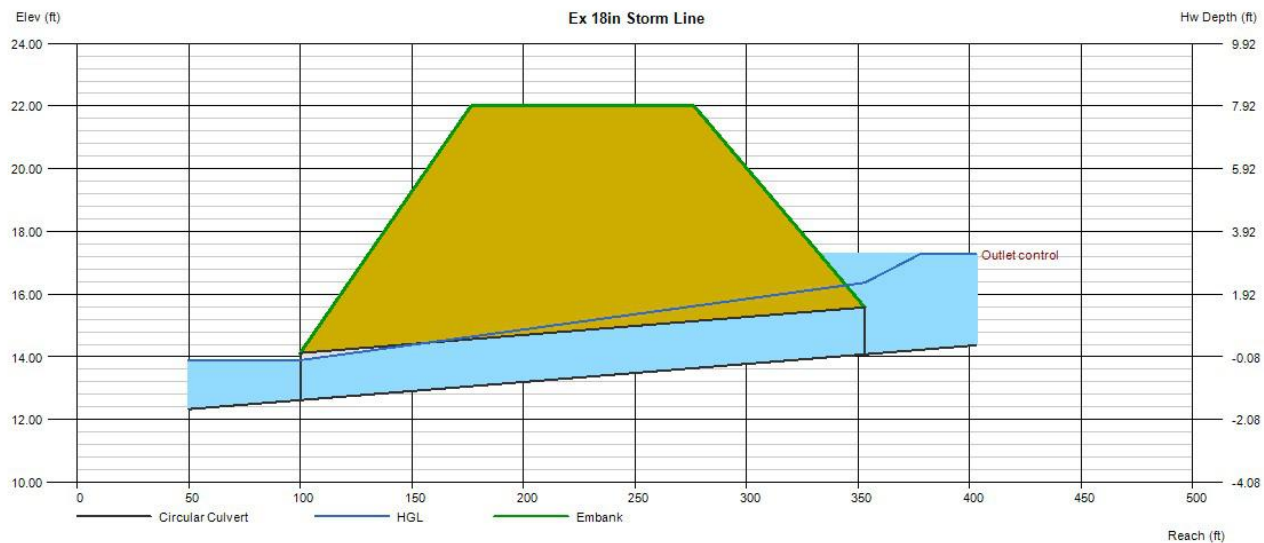 Elev (ft) Ex 18in Storm Line Hw Depth (ft)
24.00 9.92
22.00 7.92
20.00 5.92
18.00 3.92
Outlet control
16.00 1.92
14.00 -0.08
12.00 -2.08
10.00 -4.08
0 50 100 150 200 250 300 350 400 450 500
Circular Culvert HGL Embank
Reach (ft)